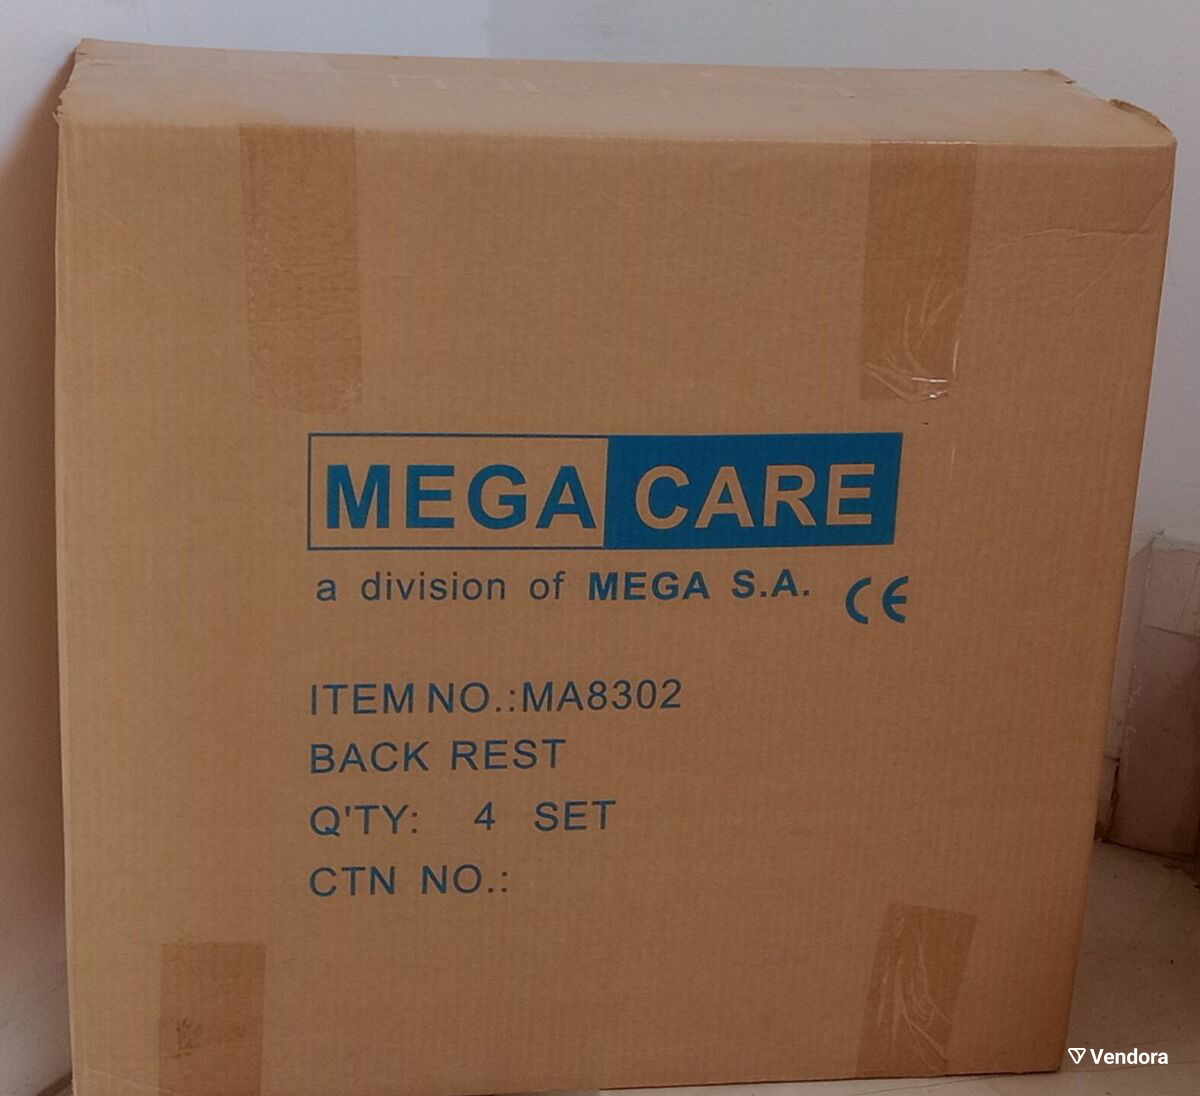 MEGA CARE
a division of MEGA S.A. CE
ITEM NO.:MA8302
BACK REST
Q'TY: 4 SET
CTN NO.:
Vendora